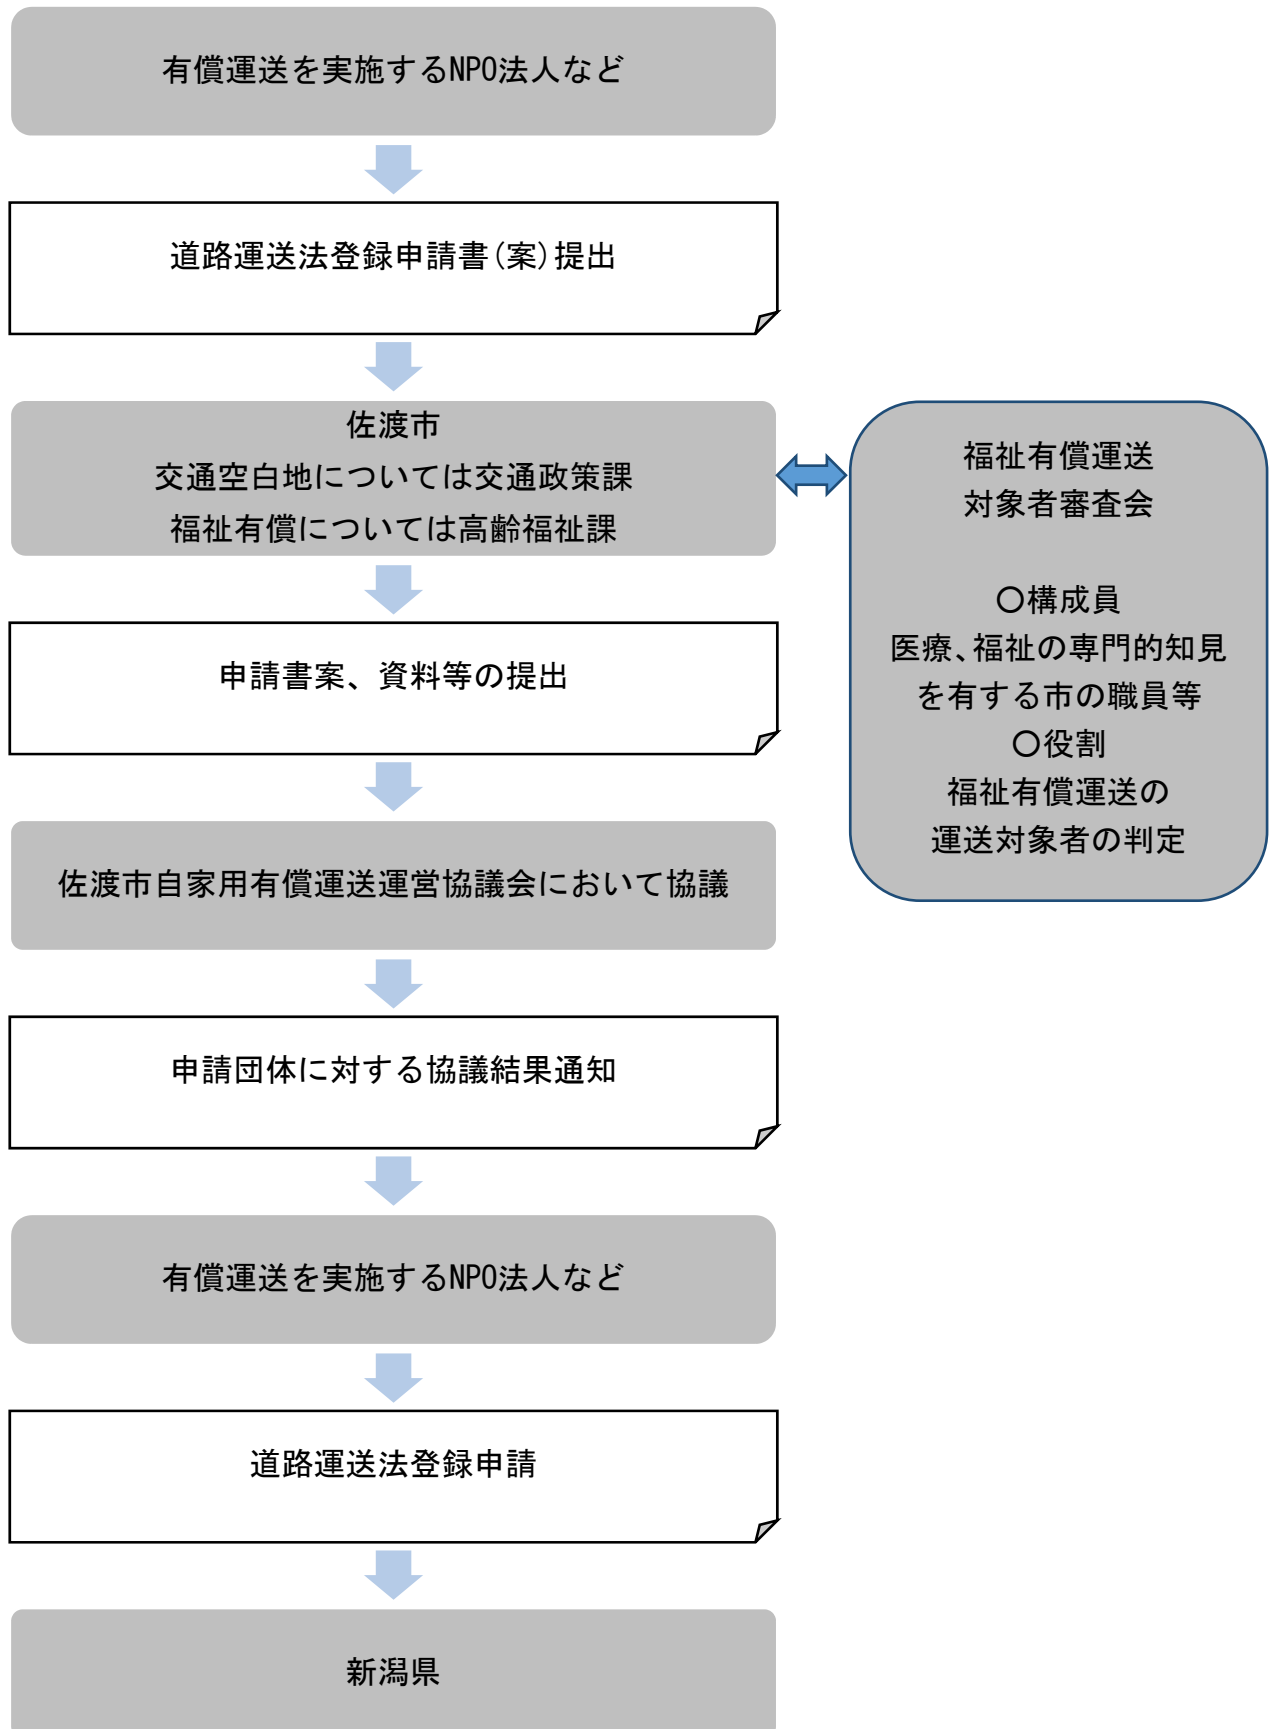 有償運送を実施するNPO法人など
道路運送法登録申請書(案)提出
佐渡市
交通空白地については交通政策課
福祉有償については高齢福祉課
福祉有償運送
対象者審査会
〇構成員
医療、福祉の専門的知見
を有する市の職員等
〇役割
福祉有償運送の
運送対象者の判定
申請書案、資料等の提出
佐渡市自家用有償運送運営協議会において協議
申請団体に対する協議結果通知
有償運送を実施するNPO法人など
道路運送法登録申請
新潟県